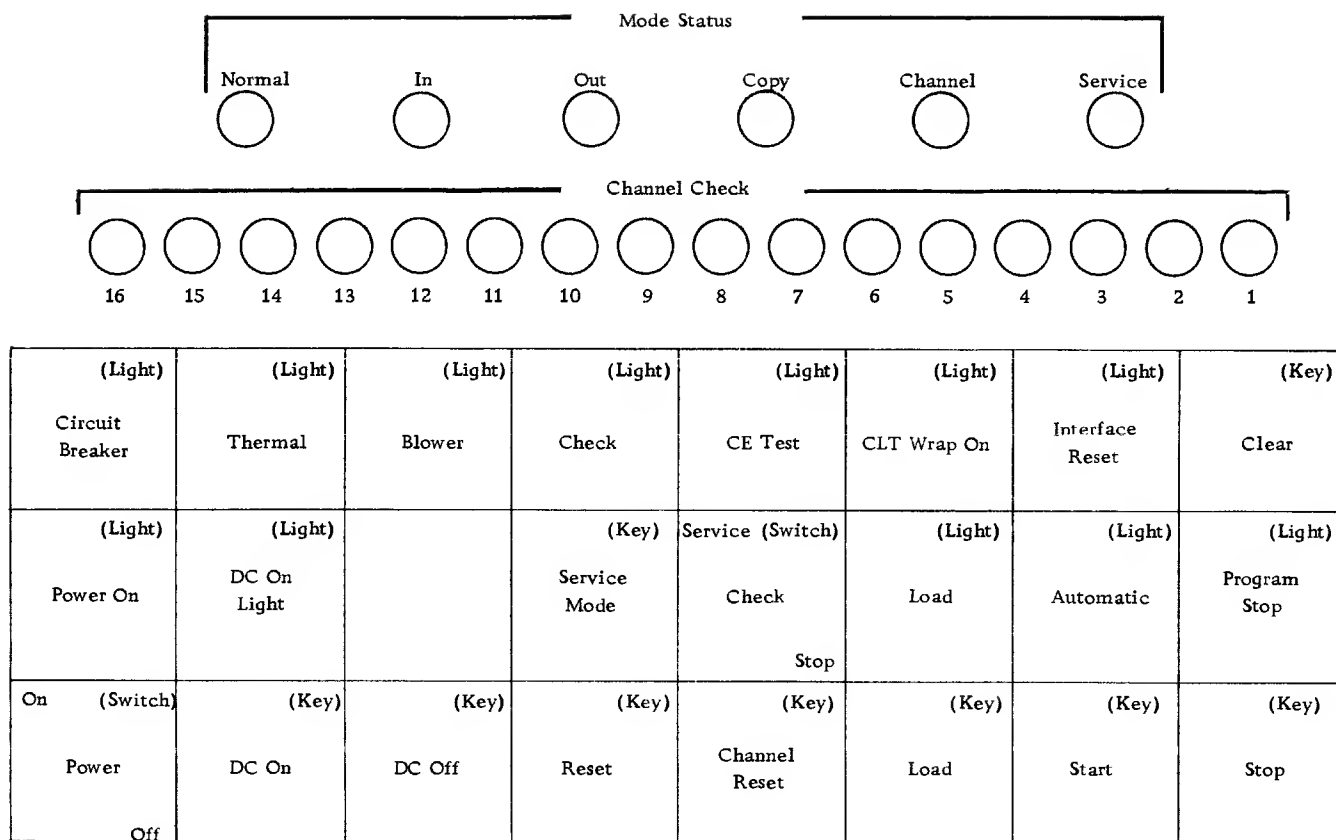 Mode Status
Normal In Out Copy Channel Service
Channel Check
16 15 14 13 12 11 10 9 8 7 6 5 4 3 2 1
(Light) (Light) (Light) (Light) (Light) (Light) (Light) (Key)
Circuit Breaker Thermal Blower Check CE Test CLT Wrap On Interface Reset Clear
(Light) (Light) (Key) Service (Switch) (Light) (Light) (Light)
Power On DC On Light Service Mode Check Load Automatic Program Stop
Stop
On (Switch) (Key) (Key) (Key) (Key) (Key) (Key) (Key)
Power DC On DC Off Reset Channel Reset Load Start Stop
Off